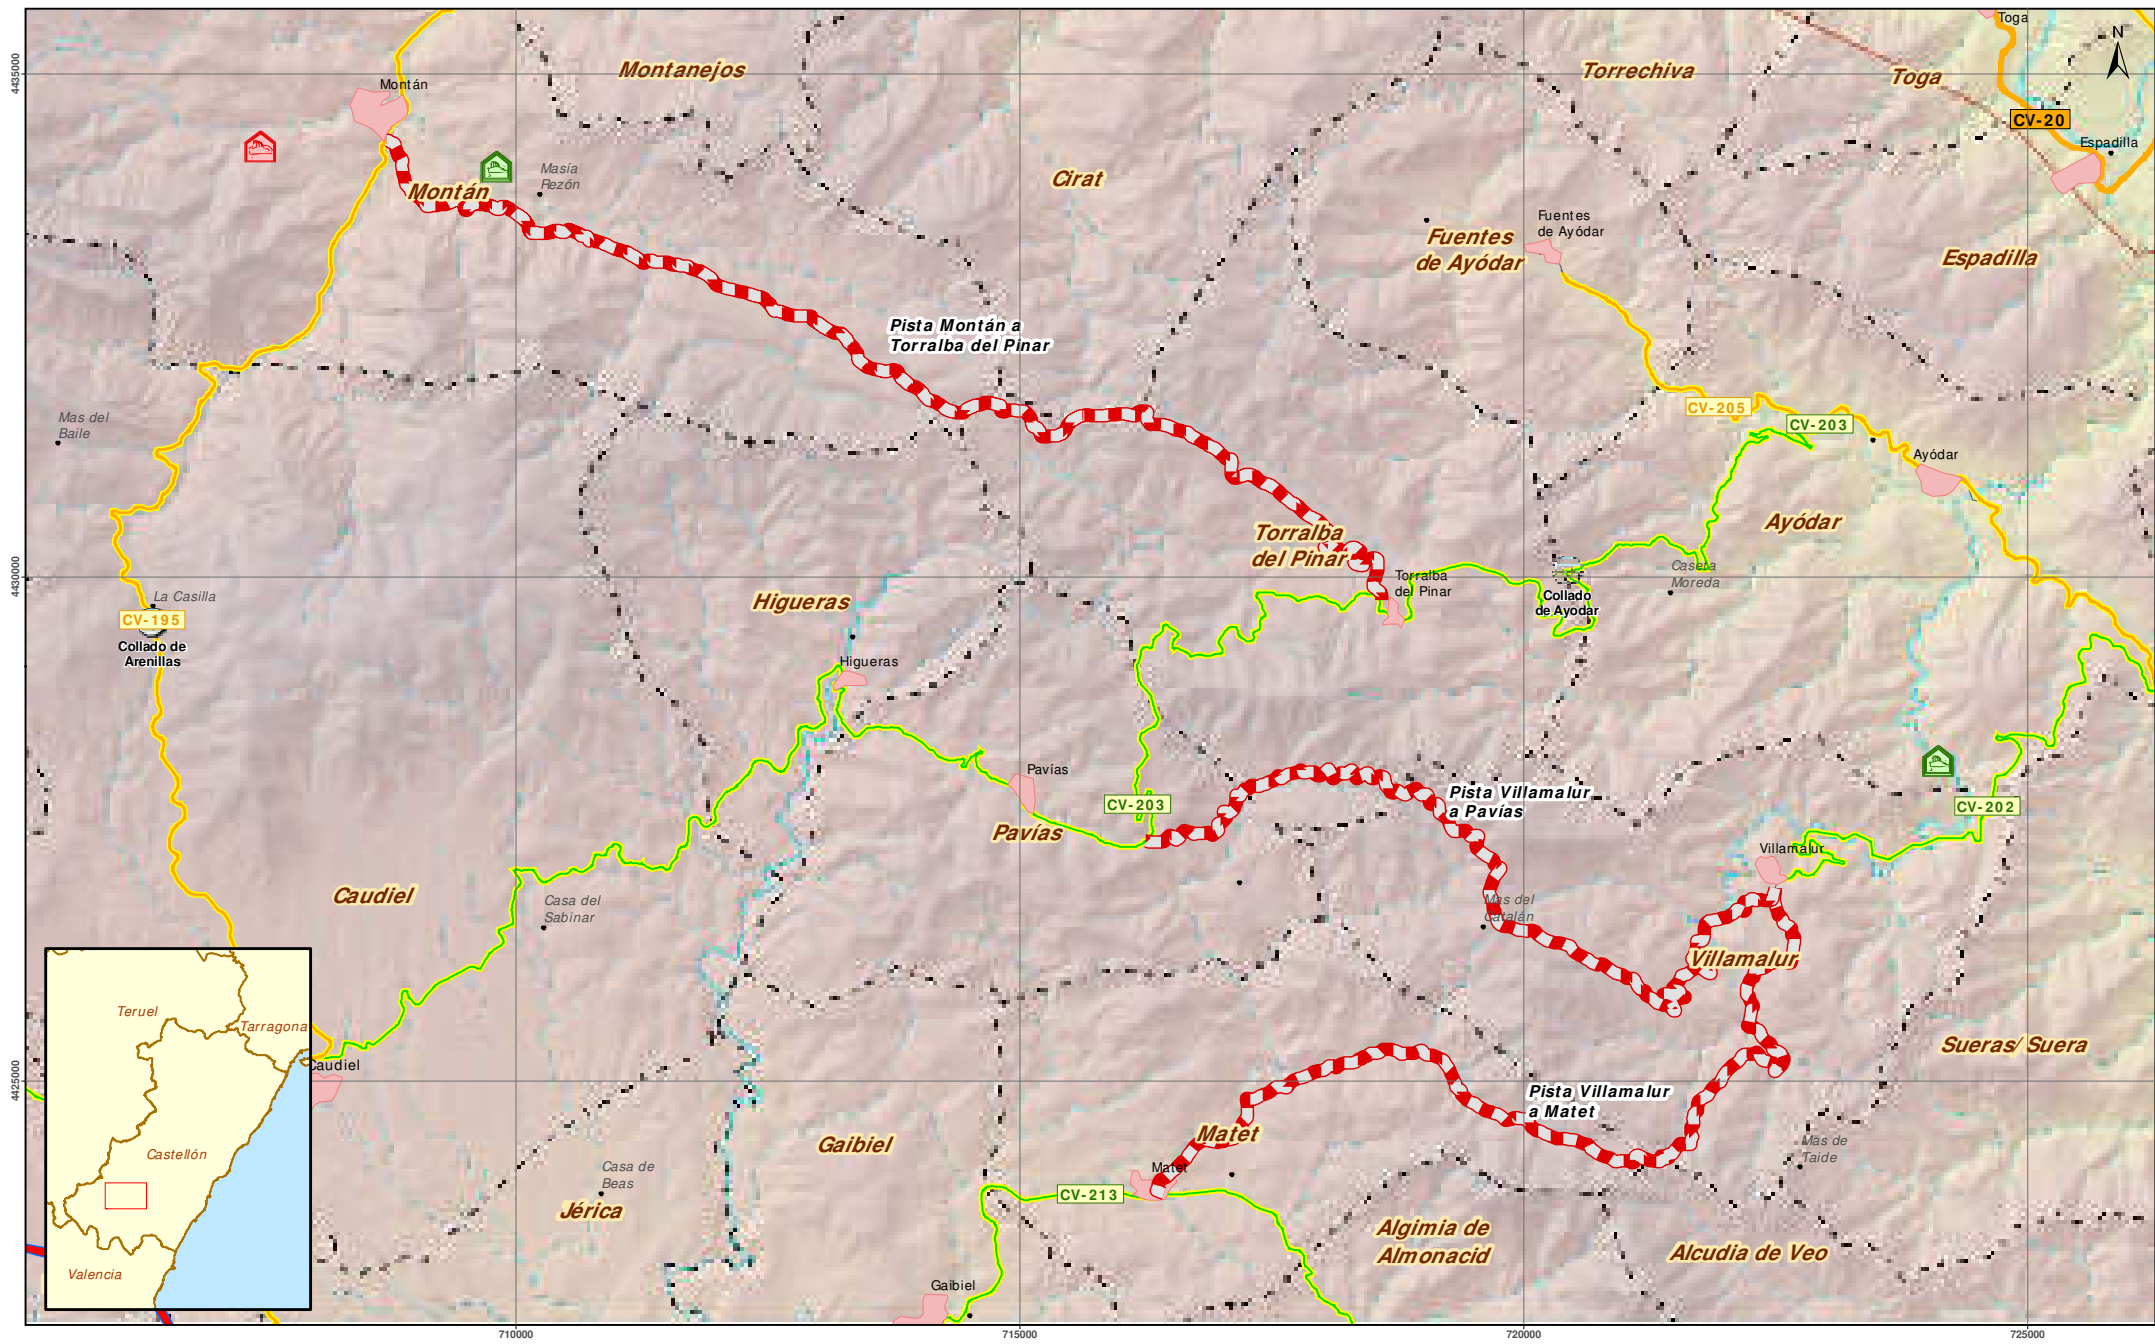 Toga
N
Montanejos
Torrechiva
Toga
Montán
CV-20
Espadilla
Masía
Rezón
Montán
Cirat
Fuentes
de Ayódar
Fuentes
de Ayódar
Espadilla
Pista Montán a
Torralba del Pinar
Mas del
Baile
CV-205
CV-203
Ayódar
Ayódar
Torralba
del Pinar
Torralba
del Pinar
Caseta
Moreda
Collado
de Ayodar
La Casilla
CV-195
Collado de
Arenillas
Higueras
Higueras
Pavías
CV-203
Pavías
Pista Villamalur
a Pavías
CV-202
Villamalur
Caudiel
Casa del
Sabinar
Mas del
Catalán
Villamalur
Teruel
Tarragona
Castellón
Valencia
Caudiel
Sueras/Suera
Pista Villamalur
a Matet
Matet
Matet
Mas de
Taide
Gaibiel
Casa de
Beas
Jérica
CV-213
Algimia de
Almonacid
Alcudia de Veo
Gaibiel
4435000
4430000
4425000
710000
715000
720000
725000